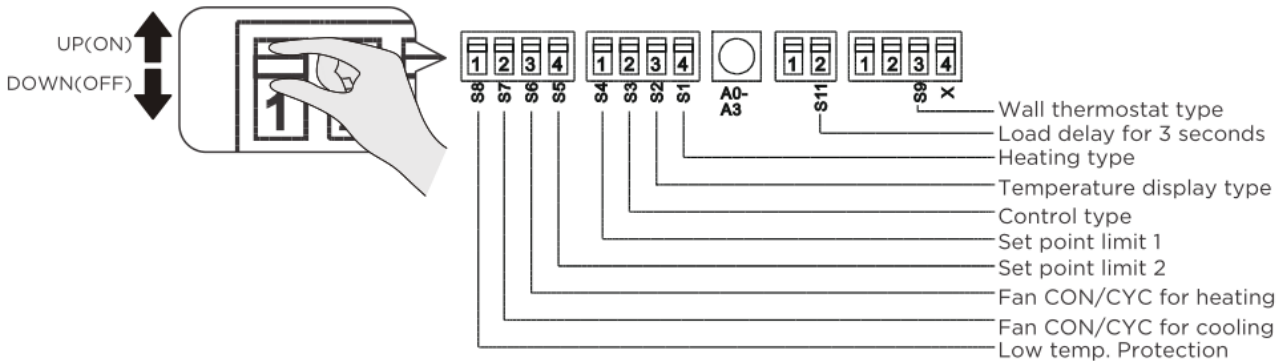 UP(ON)
DOWN(OFF)
1
1 2 3 4
1 2 3 4
1 2
1 2 3 4
S8 S7 S6 S5
S4 S3 S2 S1
A0-
A3
S11
S9 X
Wall thermostat type
Load delay for 3 seconds
Heating type
Temperature display type
Control type
Set point limit 1
Set point limit 2
Fan CON/CYC for heating
Fan CON/CYC for cooling
Low temp. Protection